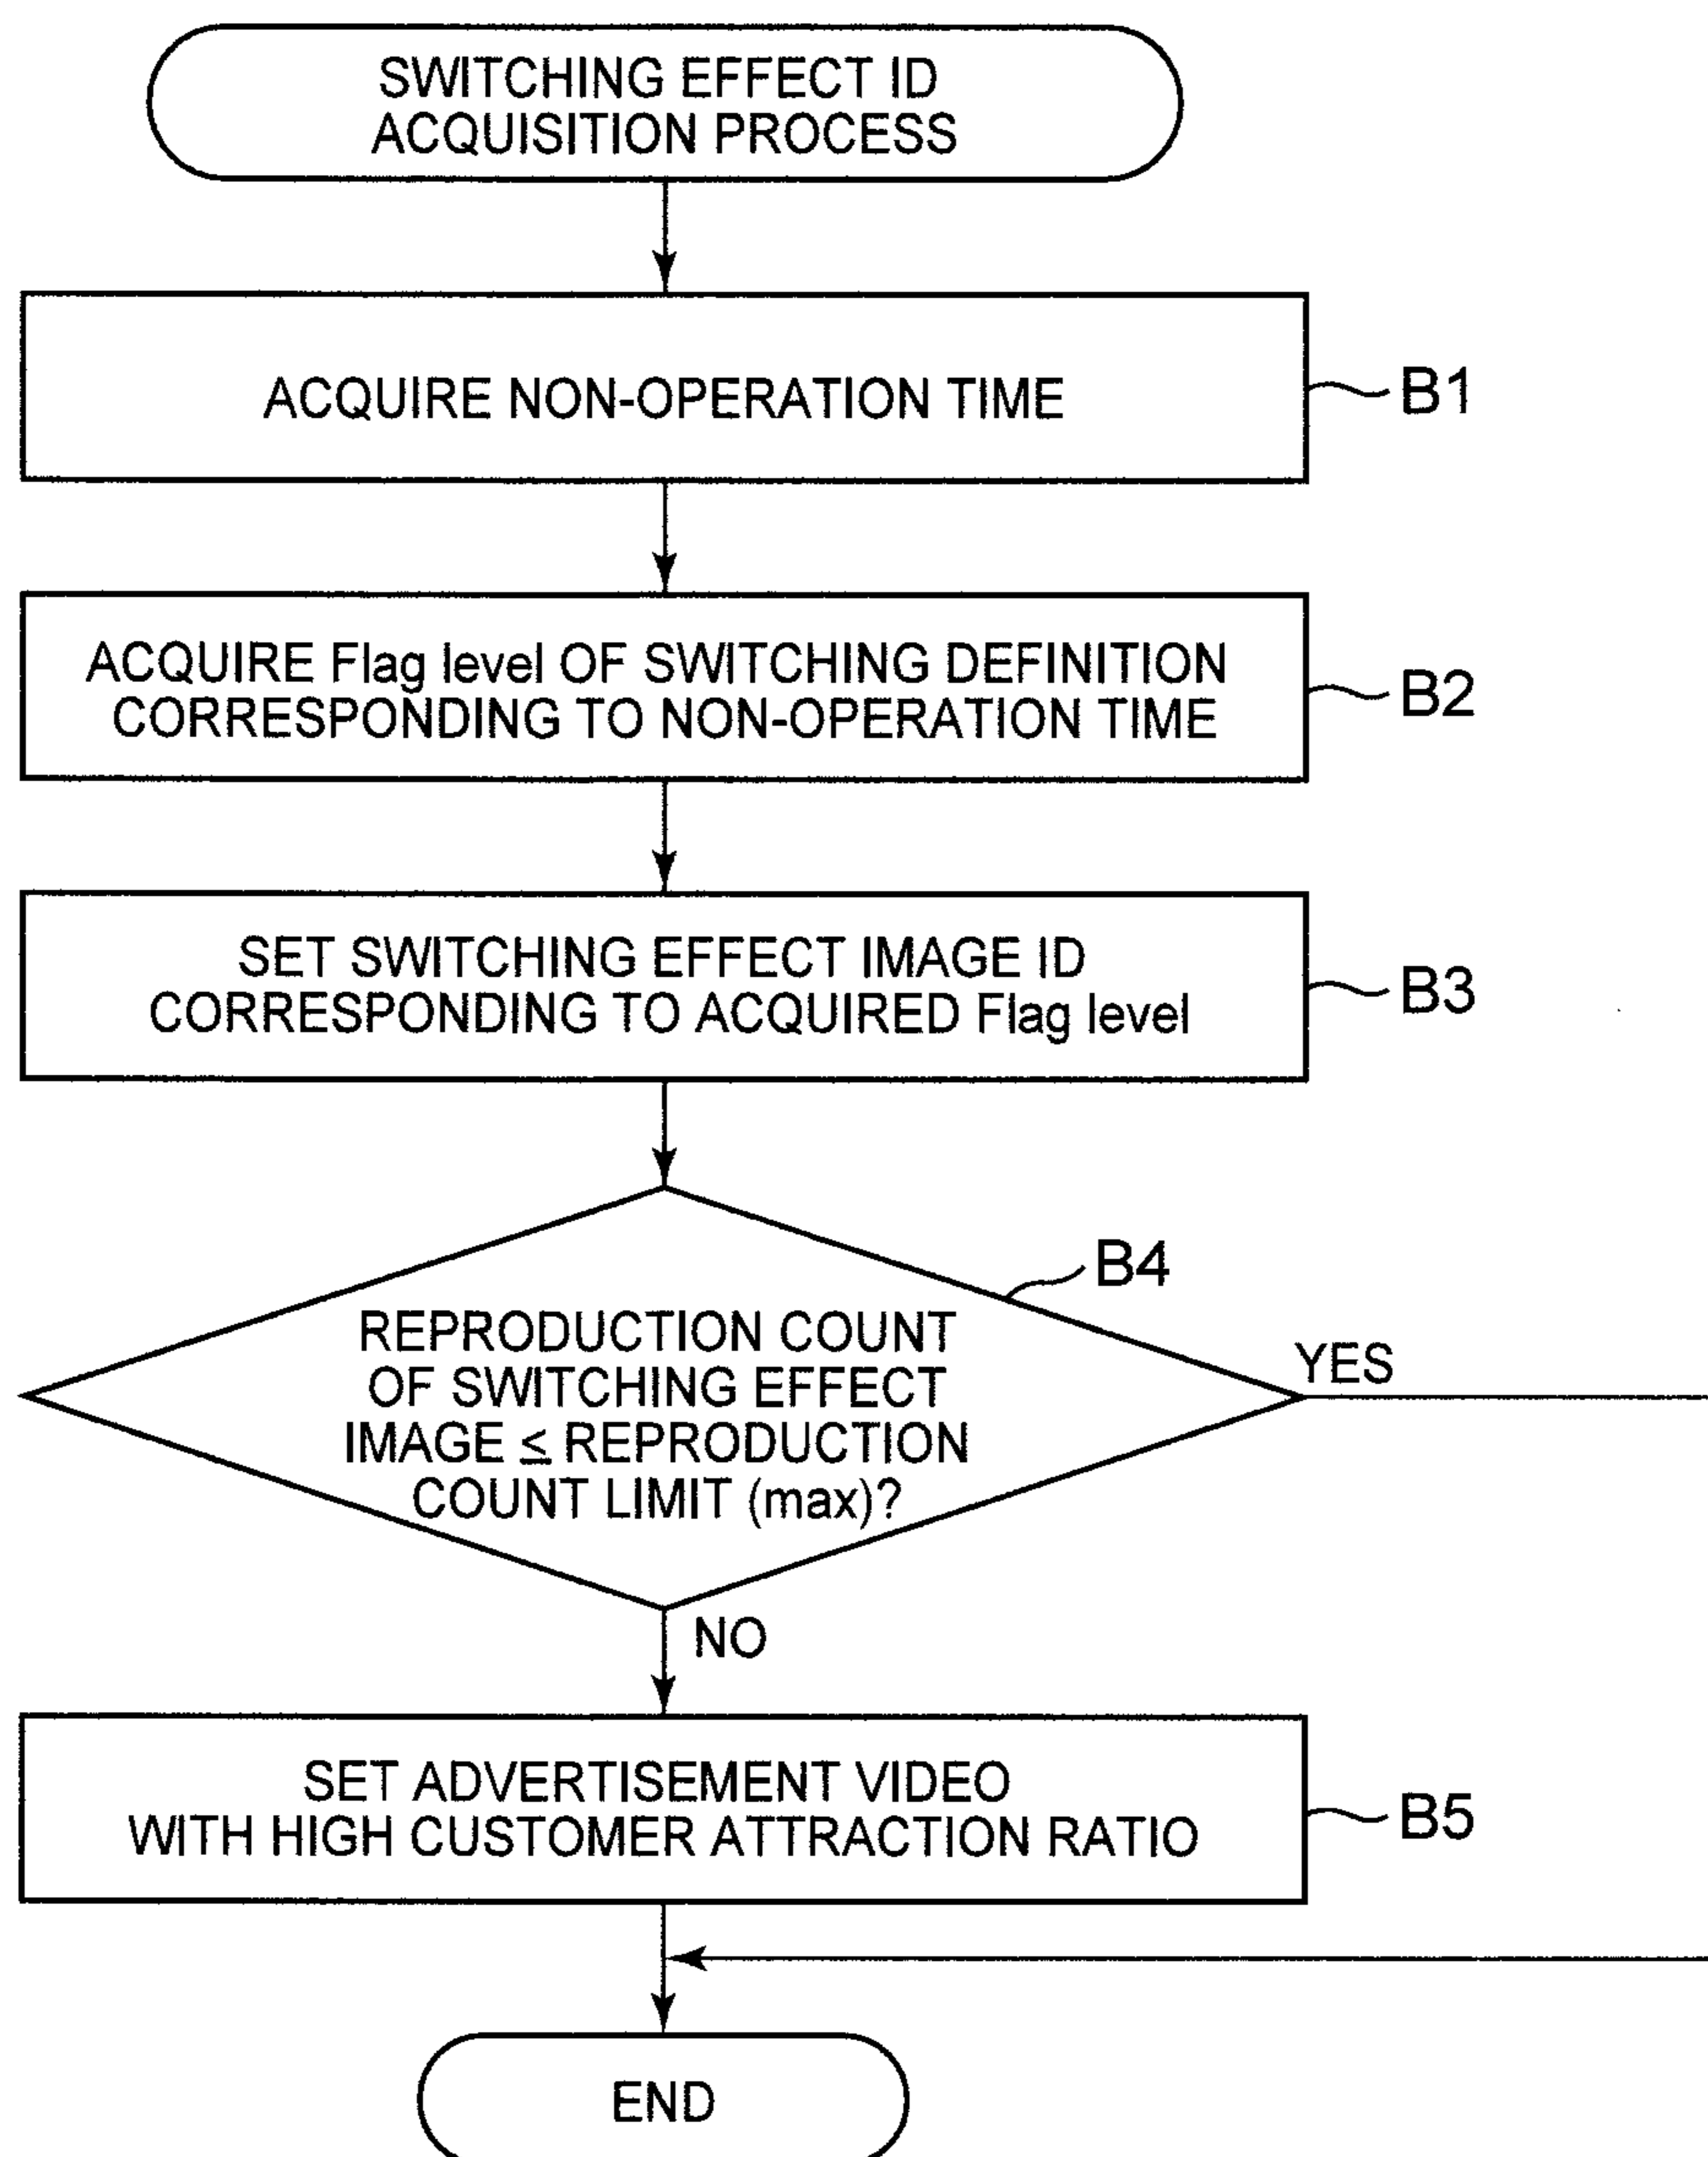 SWITCHING EFFECT ID
ACQUISITION PROCESS
ACQUIRE NON-OPERATION TIME
B1
ACQUIRE Flag level OF SWITCHING DEFINITION
CORRESPONDING TO NON-OPERATION TIME
B2
SET SWITCHING EFFECT IMAGE ID
CORRESPONDING TO ACQUIRED Flag level
B3
B4
REPRODUCTION COUNT
OF SWITCHING EFFECT
IMAGE ≤ REPRODUCTION
COUNT LIMIT (max)?
YES
NO
SET ADVERTISEMENT VIDEO
WITH HIGH CUSTOMER ATTRACTION RATIO
B5
END